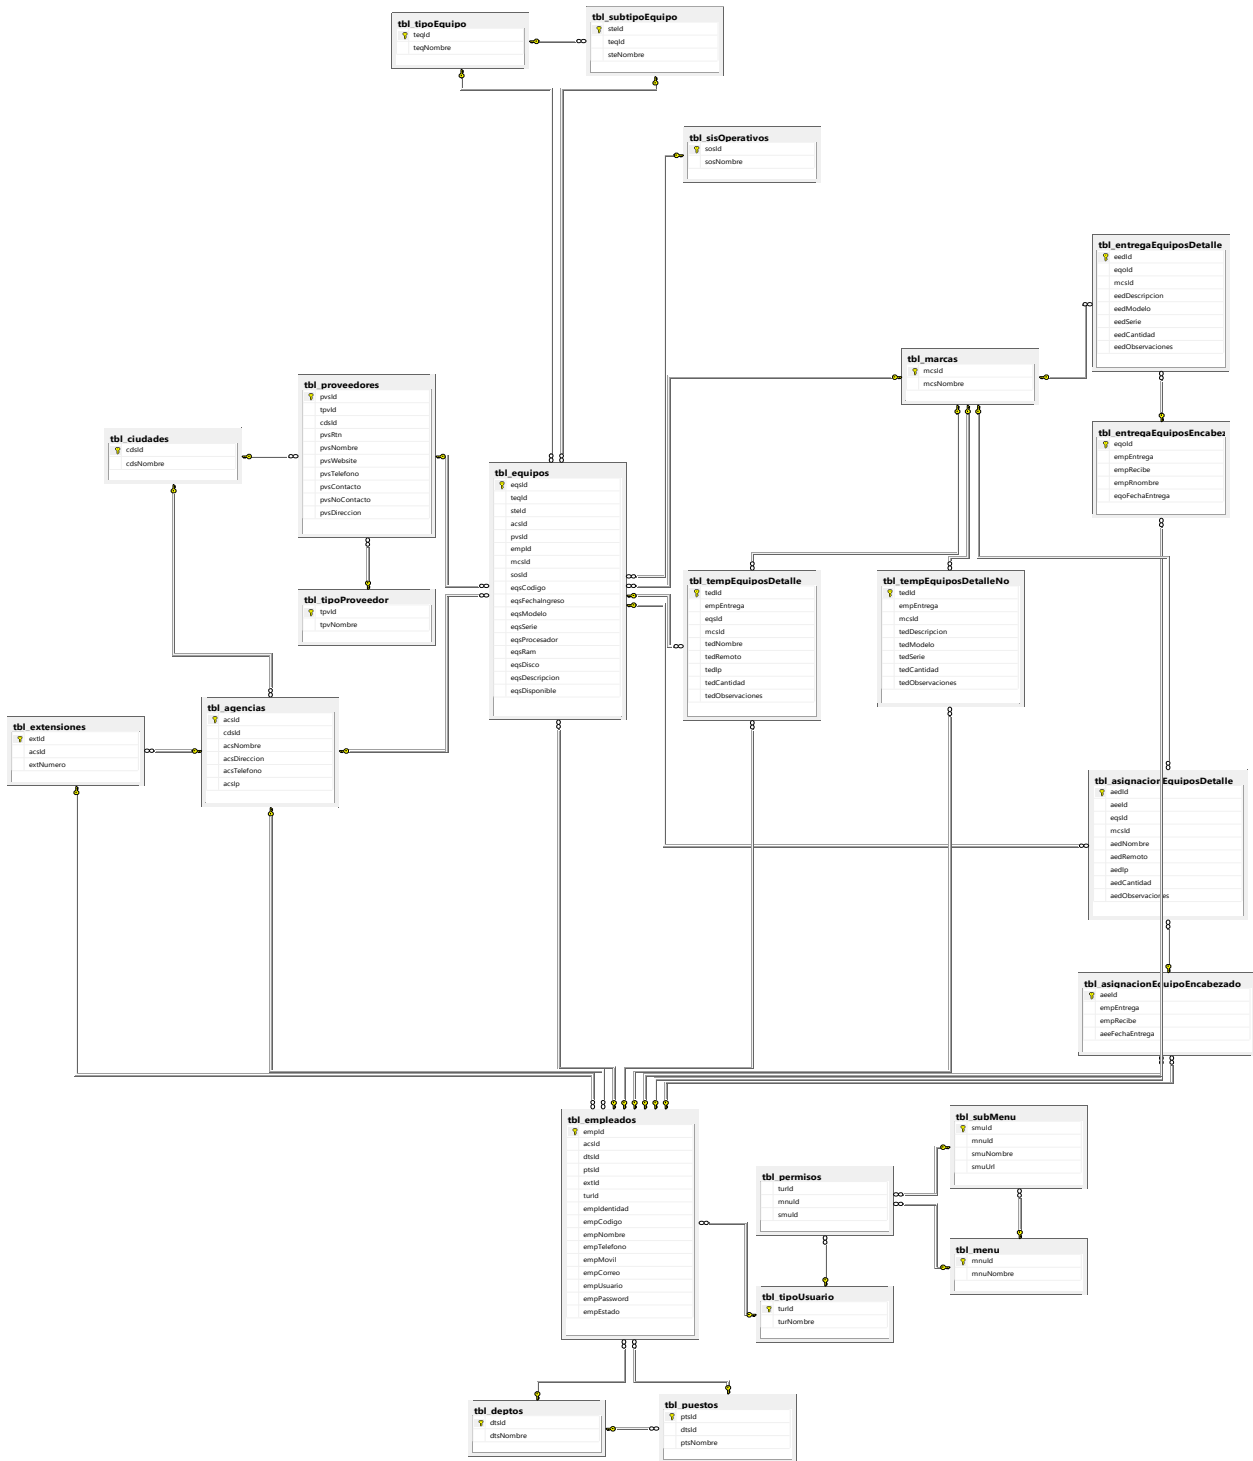 tbl_tipoEquipo
teqId
teqNombre
tbl_subtipoEquipo
steId
teqId
steNombre
tbl_sisOperativos
sosId
sosNombre
tbl_entregaEquiposDetalle
eedId
eqoId
mcsId
eedDescripcion
eedModelo
eedSerie
eedCantidad
eedObservaciones
tbl_marcas
mcsId
mcsNombre
tbl_proveedores
pvsId
tpvId
cdsId
pvsRtn
pvsNombre
pvsWebsite
pvsTelefono
pvsContacto
pvsNoContacto
pvsDireccion
tbl_ciudades
cdsId
cdsNombre
tbl_entregaEquiposEncabez
eqoId
empEntrega
empRecibe
empRnombre
eqoFechaEntrega
tbl_equipos
eqsId
teqId
steId
acsId
pvsId
empId
mcsId
sosId
eqsCodigo
eqsFechaIngreso
eqsModelo
eqsSerie
eqsProcesador
eqsRam
eqsDisco
eqsDescripcion
eqsDisponible
tbl_tipoProveedor
tpvId
tpvNombre
tbl_tempEquiposDetalle
tedId
empEntrega
eqsId
mcsId
tedNombre
tedRemoto
tedIp
tedCantidad
tedObservaciones
tbl_tempEquiposDetalleNo
tedId
empEntrega
mcsId
tedDescripcion
tedModelo
tedSerie
tedCantidad
tedObservaciones
tbl_agencias
acsId
cdsId
acsNombre
acsDireccion
acsTelefono
acsIp
tbl_extensiones
extId
acsId
extNumero
tbl_asignacionEquiposDetalle
aedId
aeeId
eqsId
mcsId
aedNombre
aedRemoto
aedIp
aedCantidad
aedObservaciones
tbl_asignacionEquipoEncabezado
aeeId
empEntrega
empRecibe
aeeFechaEntrega
tbl_empleados
empId
acsId
dtsId
ptsId
extId
turId
empIdentidad
empCodigo
empNombre
empTelefono
empMovil
empCorreo
empUsuario
empPassword
empEstado
tbl_subMenu
smuId
mnuId
smuNombre
smuUrl
tbl_permisos
turId
mnuId
smuId
tbl_menu
mnuId
mnuNombre
tbl_tipoUsuario
turId
turNombre
tbl_deptos
dtsId
dtsNombre
tbl_puestos
ptsId
dtsId
ptsNombre